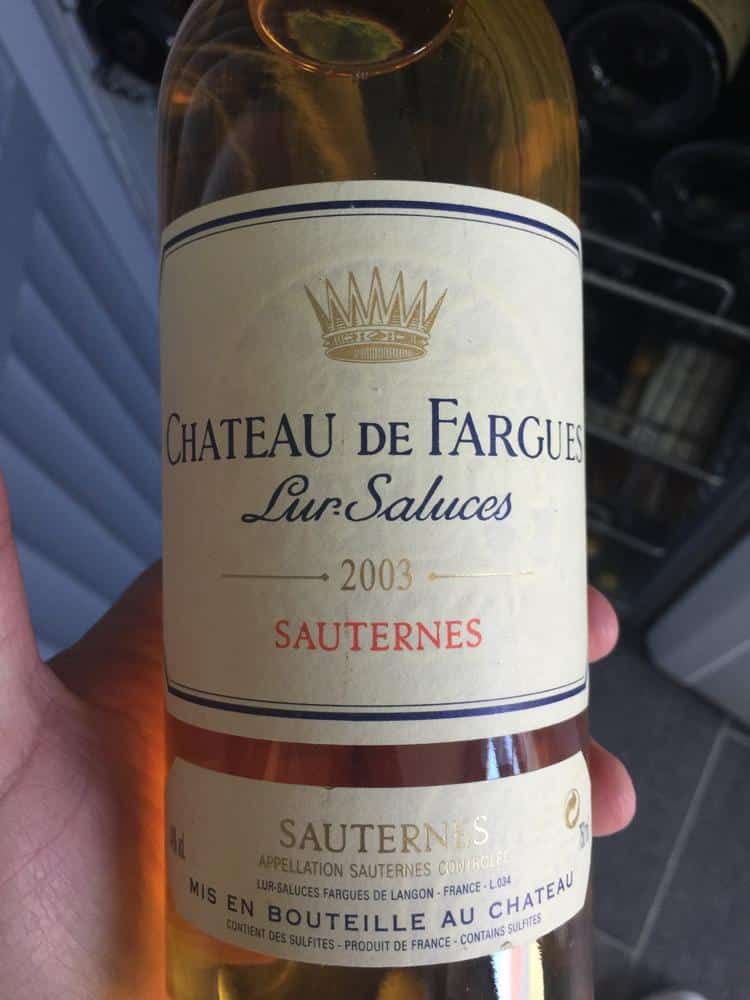 CHATEAU DE FARGUES
Lur-Saluces
2003
SAUTERNES
SAUTERNES
APPELLATION SAUTERNES CONTROLÉE
LUR-SALUCES FARGUES DE LANGON - FRANCE - L.034
MIS EN BOUTEILLE AU CHATEAU
CONTIENT DES SULFITES - PRODUIT DE FRANCE - CONTAINS SULFITES